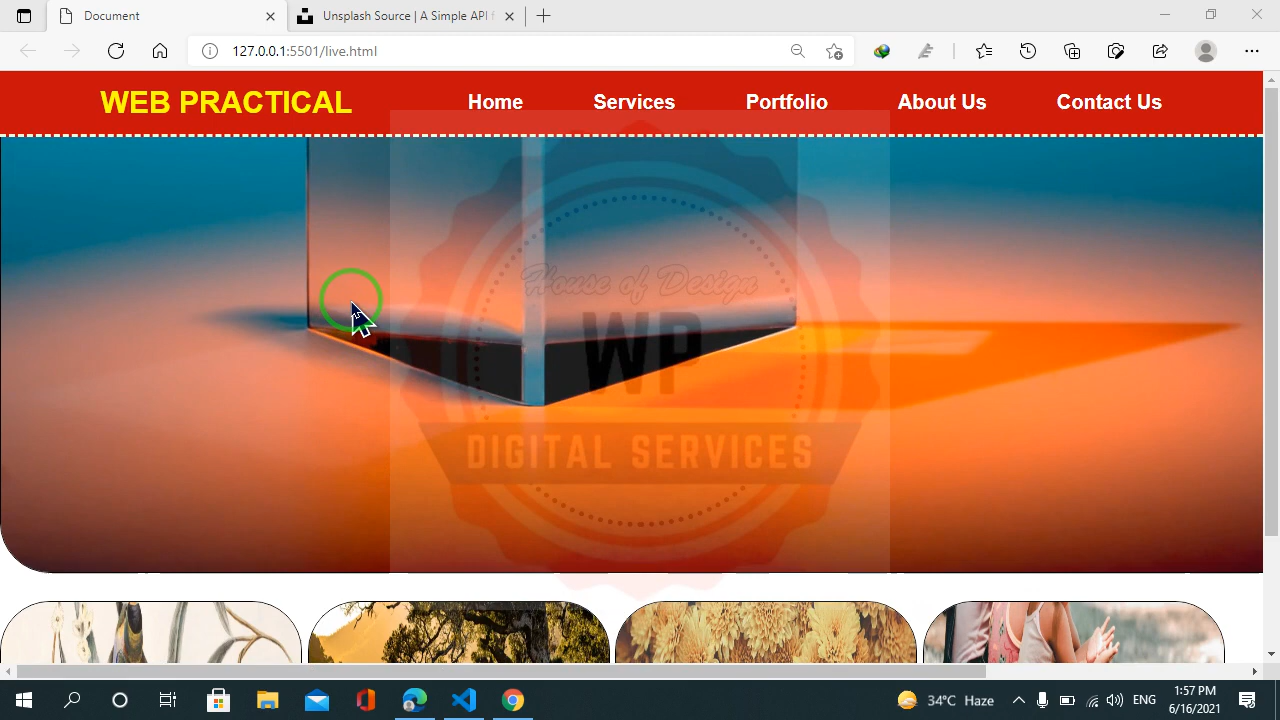 Document
Unsplash Source | A Simple API f
127.0.0.1:5501/live.html
WEB PRACTICAL
Home
Services
Portfolio
About Us
Contact Us
House of Design
WP
DIGITAL SERVICES
34°C Haze
ENG
1:57 PM
6/16/2021